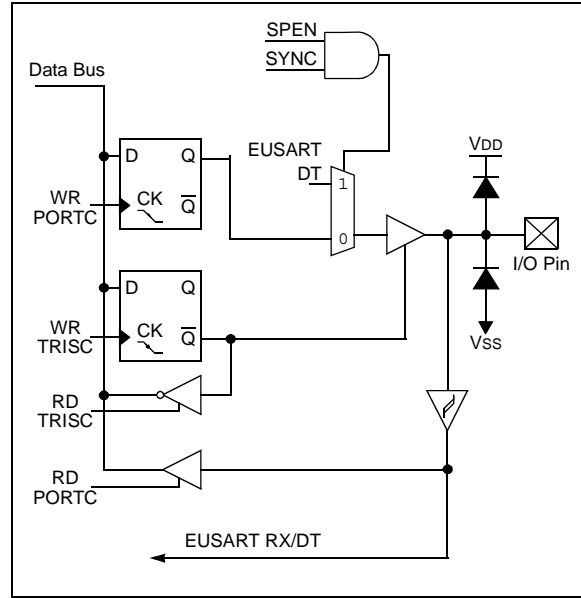 SPEN
SYNC
Data Bus
EUSART
DT
1
0
D Q
CK
Q
WR
PORTC
VDD
I/O Pin
VSS
D Q
CK
Q
WR
TRISC
RD
TRISC
RD
PORTC
EUSART RX/DT